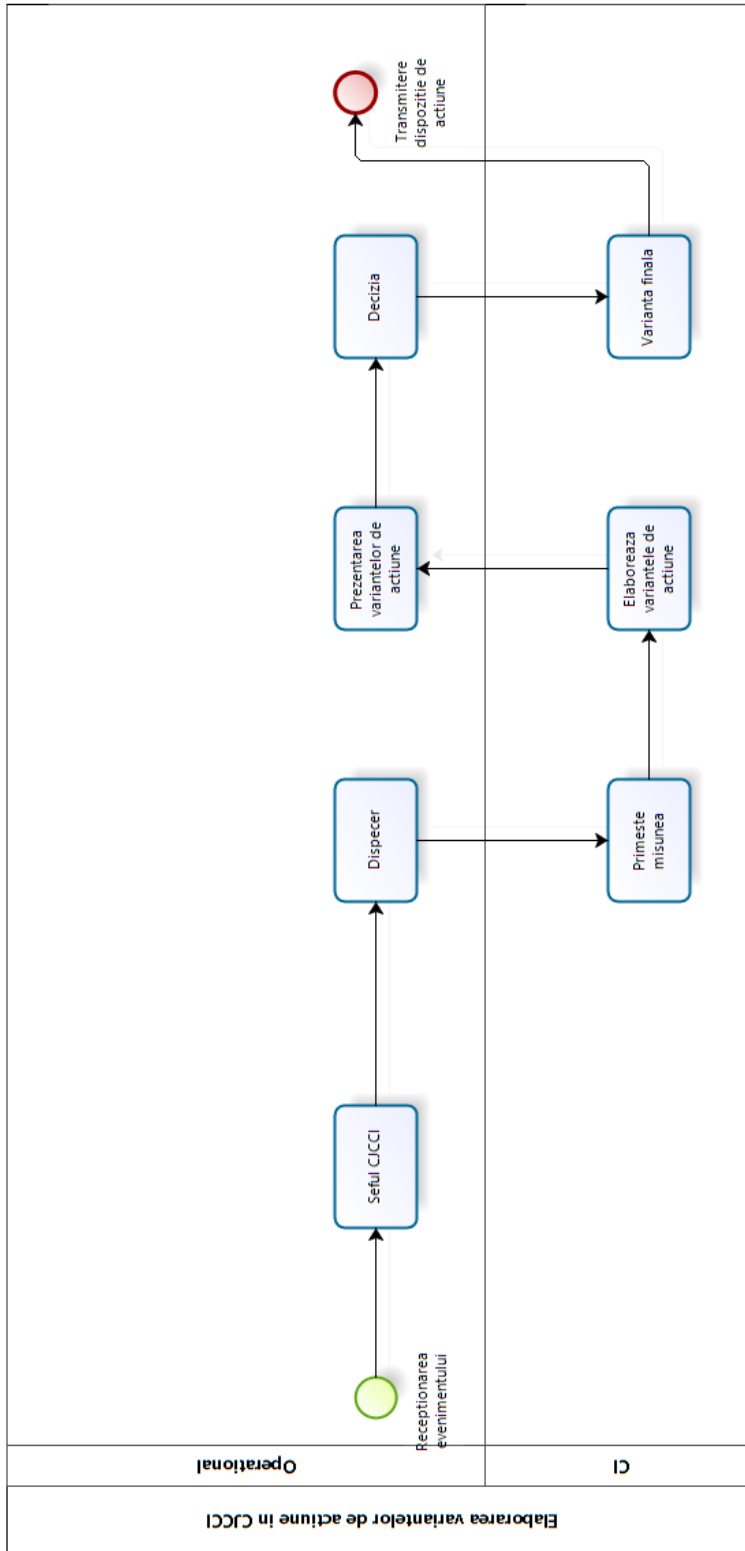 Elaborarea variantelor de actiune in CJCCI
Operational
CI
Receptionarea
evenimentului
Seful CJCCI
Dispecer
Primeste
misunea
Elaboreaza
variantele de
actiune
Prezentarea
variantelor de
actiune
Decizia
Varianta finala
Transmitere
dispozitie de
actiune